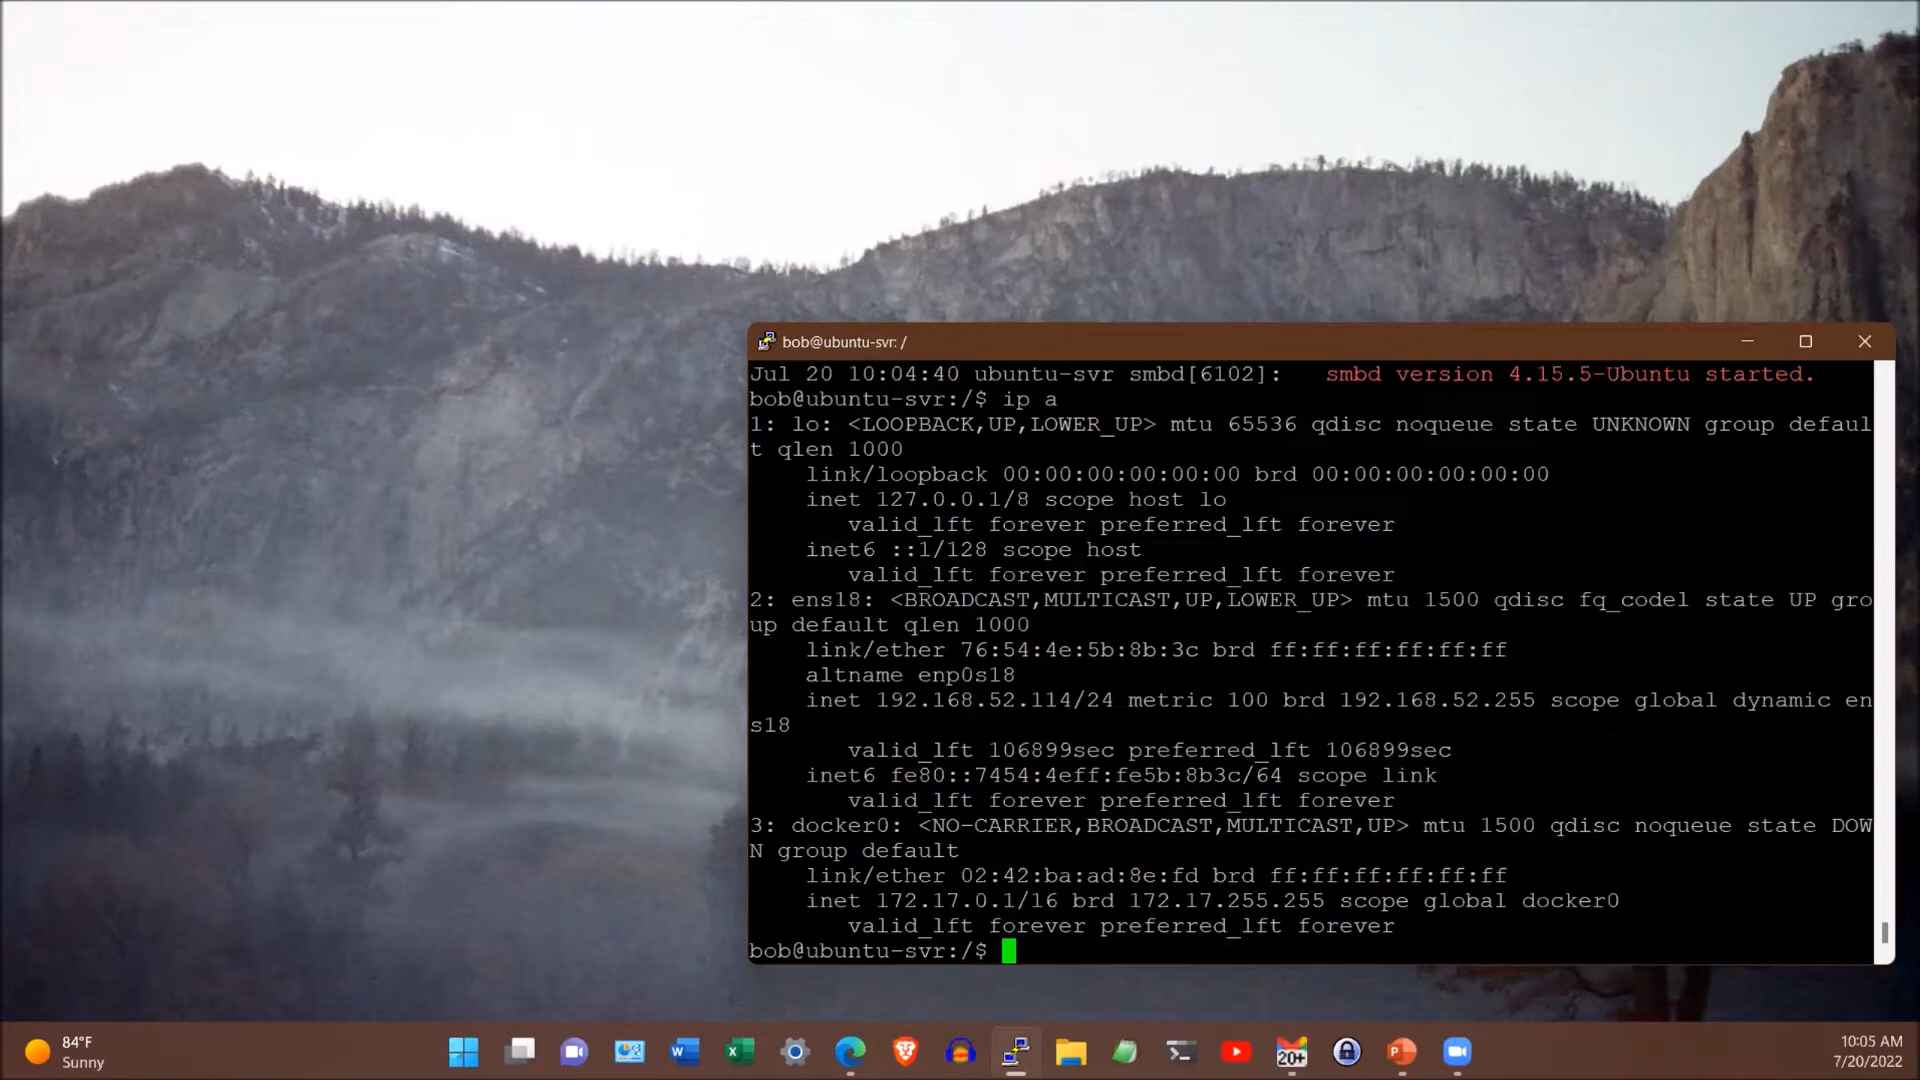 bob@ubuntu-svr: /
Jul 20 10:04:40 ubuntu-svr smbd[6102]:   smbd version 4.15.5-Ubuntu started.
bob@ubuntu-svr:/$ ip a
1: lo: <LOOPBACK,UP,LOWER_UP> mtu 65536 qdisc noqueue state UNKNOWN group defaul
t qlen 1000
    link/loopback 00:00:00:00:00:00 brd 00:00:00:00:00:00
    inet 127.0.0.1/8 scope host lo
       valid_lft forever preferred_lft forever
    inet6 ::1/128 scope host
       valid_lft forever preferred_lft forever
2: ens18: <BROADCAST,MULTICAST,UP,LOWER_UP> mtu 1500 qdisc fq_codel state UP gro
up default qlen 1000
    link/ether 76:54:4e:5b:8b:3c brd ff:ff:ff:ff:ff:ff
    altname enp0s18
    inet 192.168.52.114/24 metric 100 brd 192.168.52.255 scope global dynamic en
s18
       valid_lft 106899sec preferred_lft 106899sec
    inet6 fe80::7454:4eff:fe5b:8b3c/64 scope link
       valid_lft forever preferred_lft forever
3: docker0: <NO-CARRIER,BROADCAST,MULTICAST,UP> mtu 1500 qdisc noqueue state DOW
N group default
    link/ether 02:42:ba:ad:8e:fd brd ff:ff:ff:ff:ff:ff
    inet 172.17.0.1/16 brd 172.17.255.255 scope global docker0
       valid_lft forever preferred_lft forever
bob@ubuntu-svr:/$
84°F
Sunny
20+
10:05 AM
7/20/2022